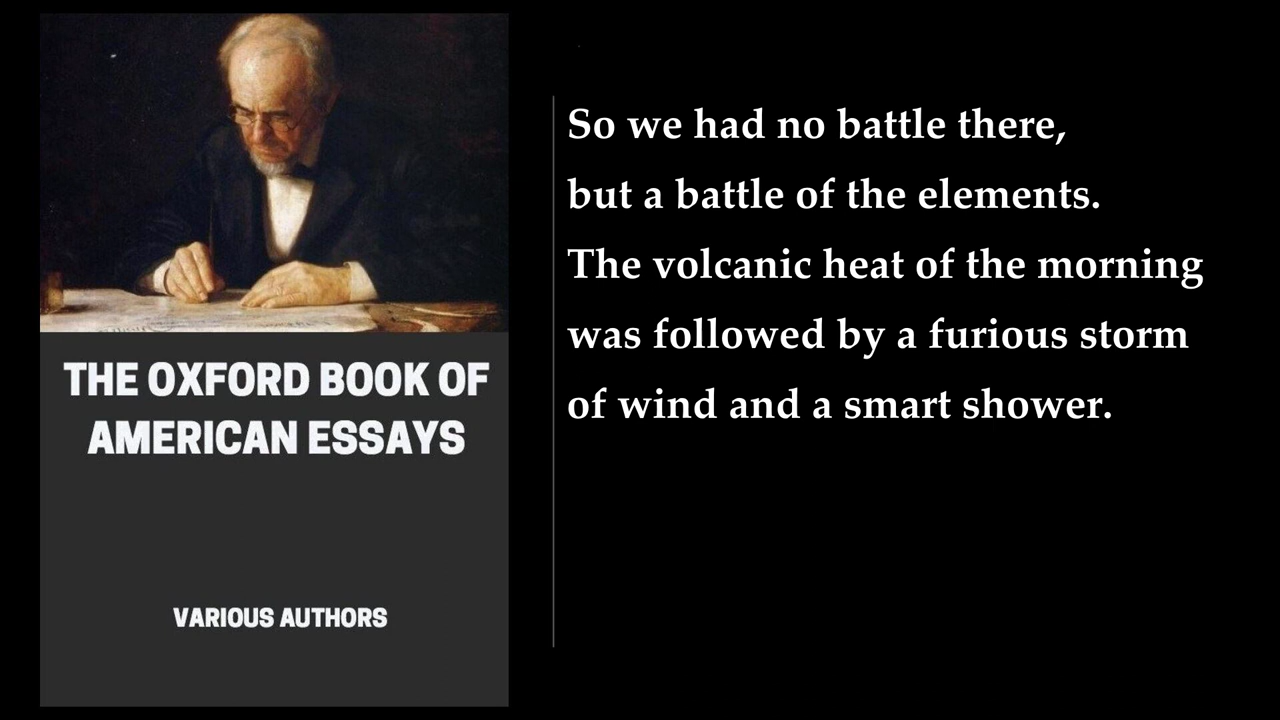 THE OXFORD BOOK OF
AMERICAN ESSAYS
VARIOUS AUTHORS
So we had no battle there,
but a battle of the elements.
The volcanic heat of the morning
was followed by a furious storm
of wind and a smart shower.